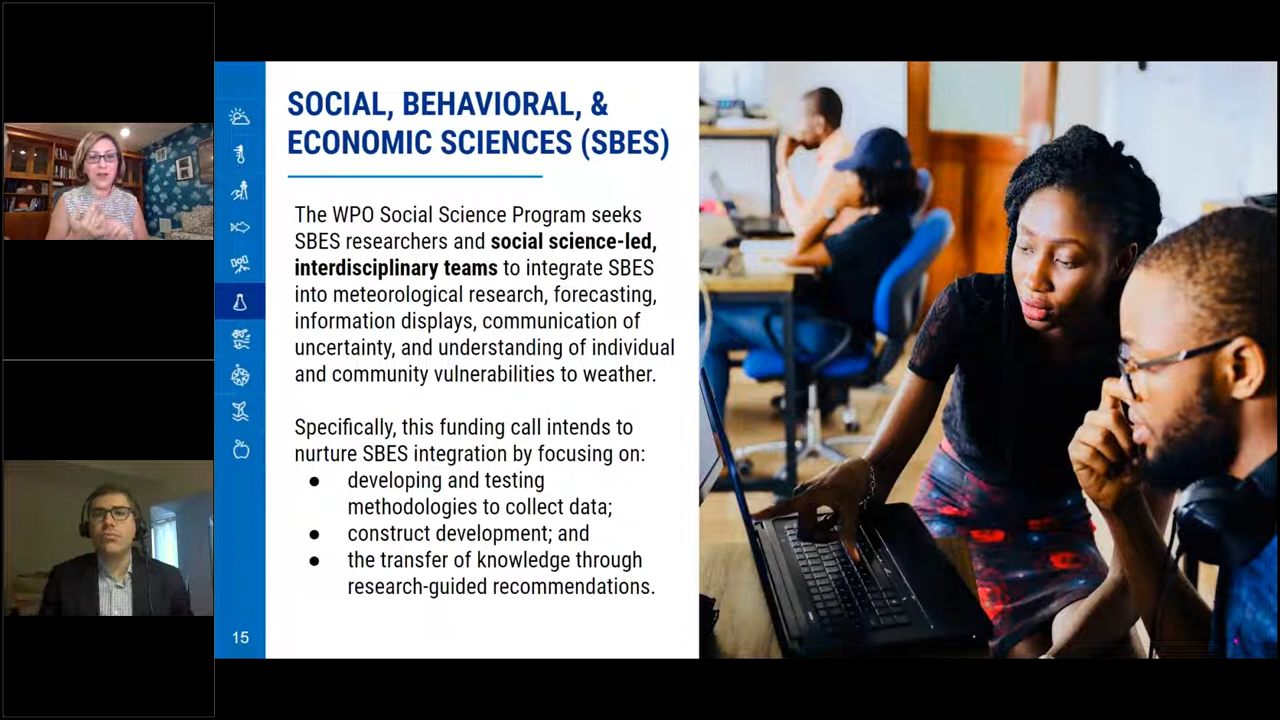 SOCIAL, BEHAVIORAL, &
ECONOMIC SCIENCES (SBES)
The WPO Social Science Program seeks
SBES researchers and social science-led,
interdisciplinary teams to integrate SBES
into meteorological research, forecasting,
information displays, communication of
uncertainty, and understanding of individual
and community vulnerabilities to weather.
Specifically, this funding call intends to
nurture SBES integration by focusing on:
● developing and testing
methodologies to collect data;
● construct development; and
● the transfer of knowledge through
research-guided recommendations.
15